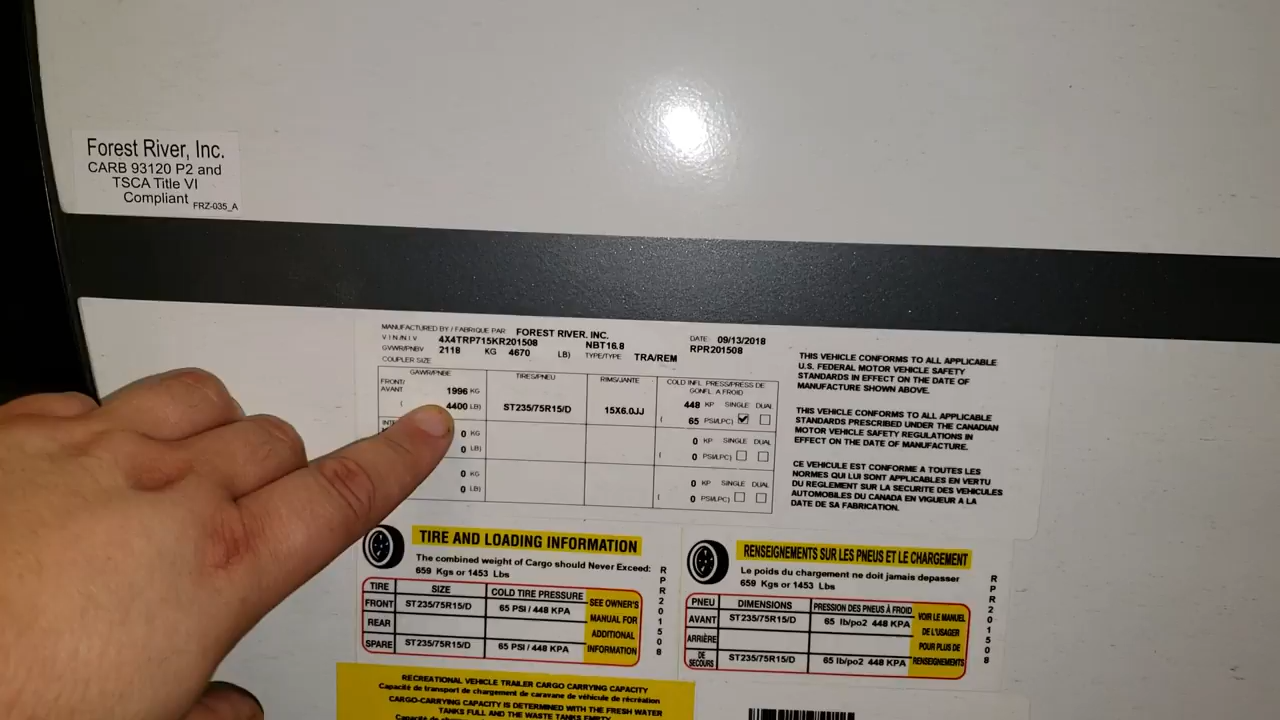 Forest River, Inc.
CARB 93120 P2 and
TSCA Title VI
Compliant FRZ-035_A
MANUFACTURED BY / FABRIQUE PAR FOREST RIVER, INC.
DATE: 09/13/2018
V.I.N/N.I.V 4X4TRP715KR201508 NBT16.8 RPR201508
GVWR/PNBV 2118 KG 4670 LB) TYPE/TYPE TRA/REM
COUPLER SIZE
GAWR/PNBE TIRES/PNEU RIMS/JANTE COLD INFL. PRESS/PRESS DE GONFL. A FROID
FRONT/ AVANT 1996 KG 448 KP SINGLE DUAL
( 4400 LB) ST235/75R15/D 15X6.0JJ ( 65 PSI/LPC)
0 KG 0 KP SINGLE DUAL
0 LB) ( 0 PSI/LPC)
0 KG 0 KP SINGLE DUAL
0 LB) ( 0 PSI/LPC)
THIS VEHICLE CONFORMS TO ALL APPLICABLE
U.S. FEDERAL MOTOR VEHICLE SAFETY
STANDARDS IN EFFECT ON THE DATE OF
MANUFACTURE SHOWN ABOVE.
THIS VEHICLE CONFORMS TO ALL APPLICABLE
STANDARDS PRESCRIBED UNDER THE CANADIAN
MOTOR VEHICLE SAFETY REGULATIONS IN
EFFECT ON THE DATE OF MANUFACTURE.
CE VEHICULE EST CONFORME A TOUTES LES
NORMES QUI LUI SONT APPLICABLES EN VERTU
DU REGLEMENT SUR LA SECURITE DES VEHICULES
AUTOMOBILES DU CANADA EN VIGUEUR A LA
DATE DE SA FABRICATION.
TIRE AND LOADING INFORMATION
The combined weight of Cargo should Never Exceed:
659 Kgs or 1453 Lbs
TIRE SIZE COLD TIRE PRESSURE SEE OWNER'S MANUAL FOR ADDITIONAL INFORMATION
FRONT ST235/75R15/D 65 PSI / 448 KPA
REAR
SPARE ST235/75R15/D 65 PSI / 448 KPA
RPR201508
RENSEIGNEMENTS SUR LES PNEUS ET LE CHARGEMENT
Le poids du chargement ne doit jamais depasser
659 Kgs or 1453 Lbs
PNEU DIMENSIONS PRESSION DES PNEUS À FROID VOIR LE MANUEL DE L'USAGER POUR PLUS DE RENSEIGNEMENTS
AVANT ST235/75R15/D 65 lb/po2 448 KPA
ARRIÈRE
DE SECOURS ST235/75R15/D 65 lb/po2 448 KPA
RPR201508
RECREATIONAL VEHICLE TRAILER CARGO CARRYING CAPACITY
Capacité de transport de chargement de caravane de véhicule de récréation
CARGO-CARRYING CAPACITY IS DETERMINED WITH THE FRESH WATER
TANKS FULL AND THE WASTE TANKS EMPTY